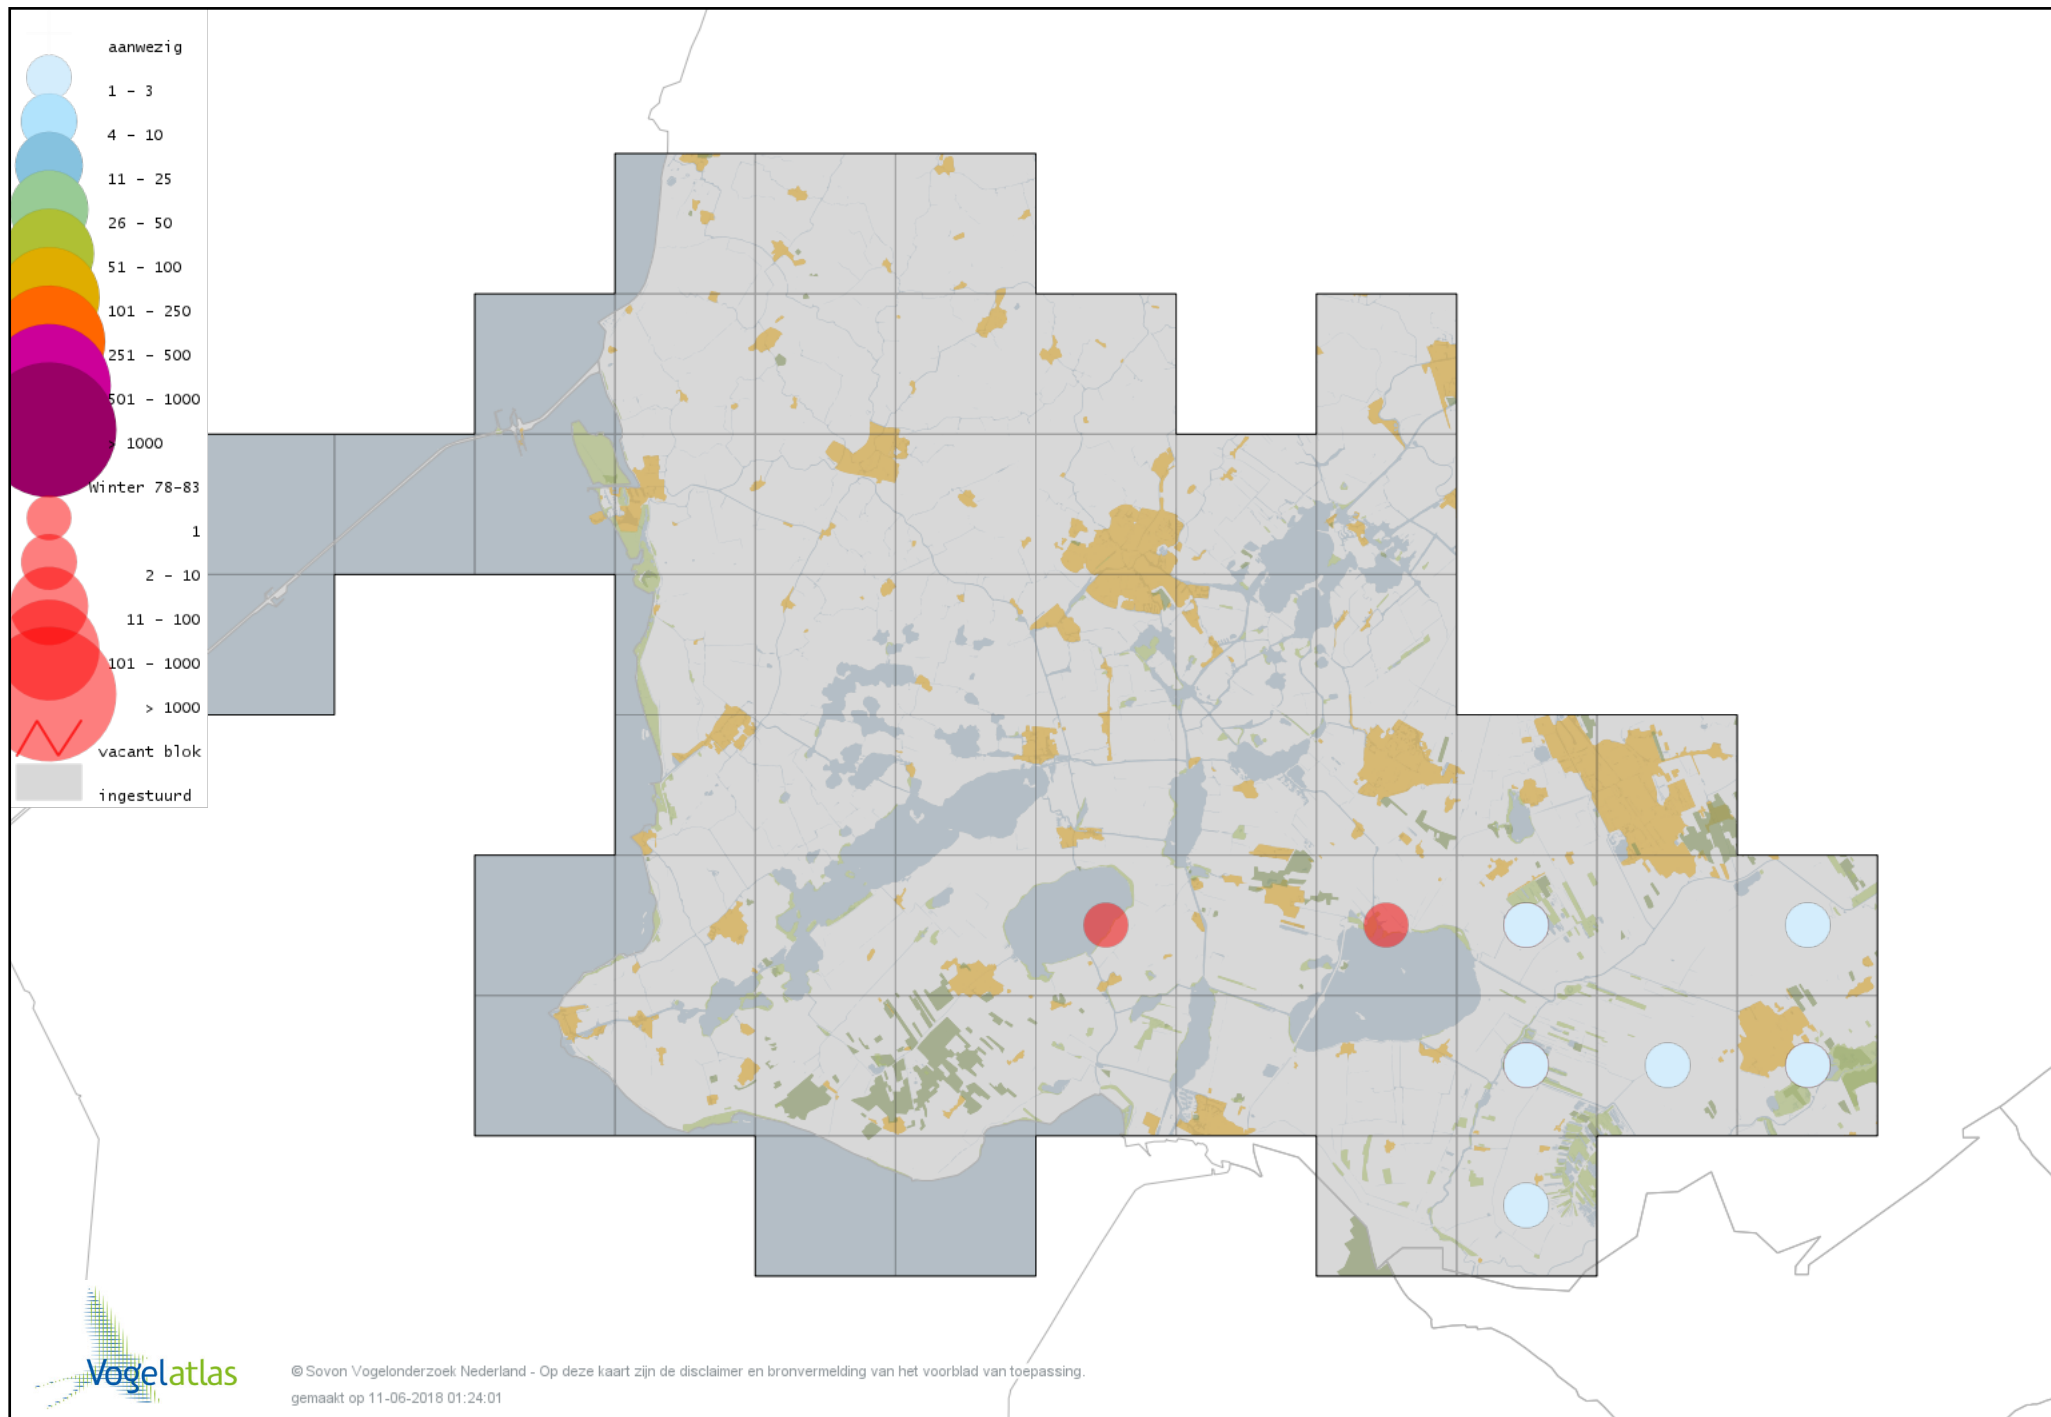 aanwezig
1 - 3
4 - 10
11 - 25
26 - 50
51 - 100
101 - 250
251 - 500
501 - 1000
> 1000
Winter 78-83
1
2 - 10
11 - 100
101 - 1000
> 1000
vacant blok
ingestuurd
Vogelatlas
© Sovon Vogelonderzoek Nederland - Op deze kaart zijn de disclaimer en bronvermelding van het voorblad van toepassing.
gemaakt op 11-06-2018 01:24:01